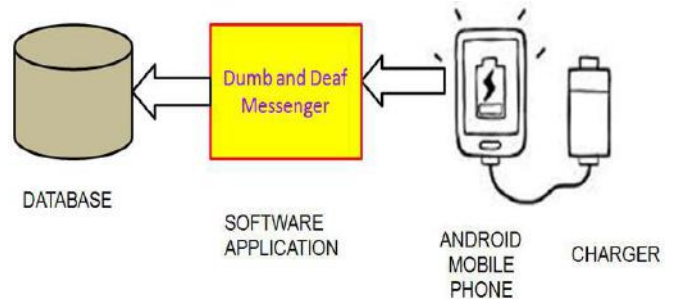 Dumb and Deaf
Messenger
DATABASE
SOFTWARE
APPLICATION
ANDROID
MOBILE
PHONE
CHARGER